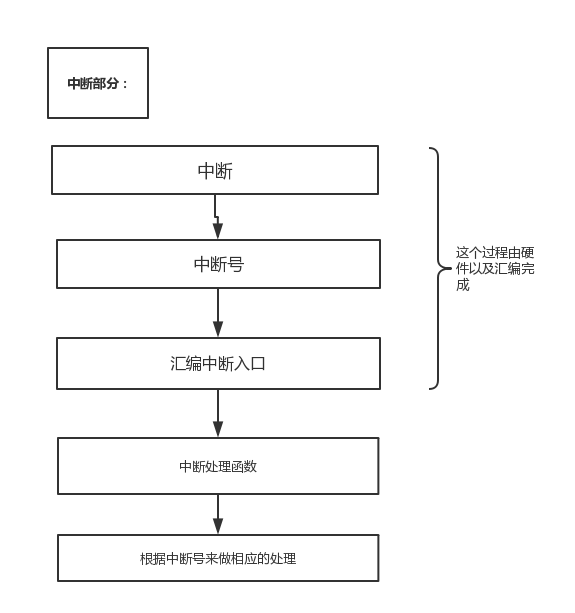 中断部分：
中断
中断号
这个过程由硬
件以及汇编完
成
汇编中断入口
中断处理函数
根据中断号来做相应的处理